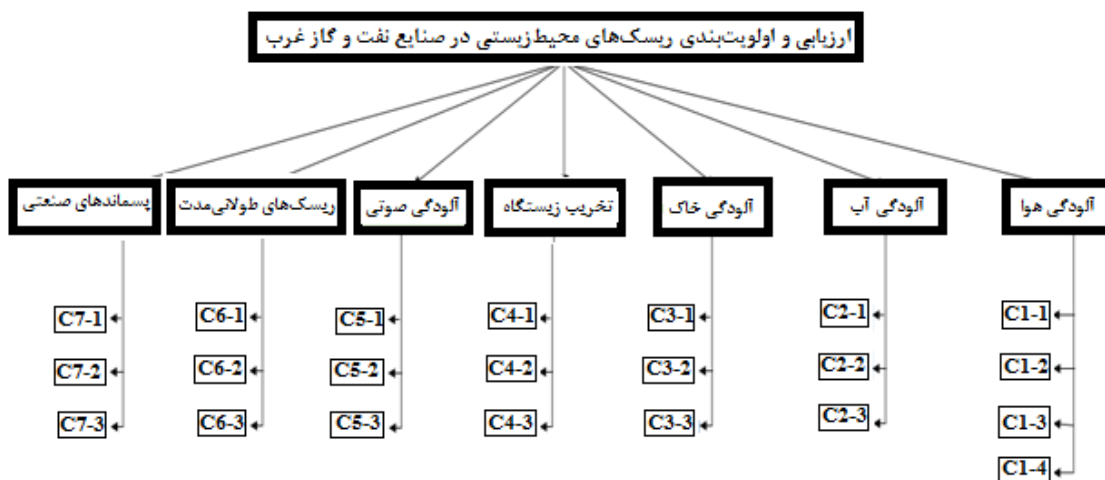 ارزیابی و اولویت‌بندی ریسک‌های محیط‌زیستی در صنایع نفت و گاز غرب
آلودگی هوا
آلودگی آب
آلودگی خاک
تخریب زیستگاه
آلودگی صوتی
ریسک‌های طولانی‌مدت
پسماندهای صنعتی
C1-1
C1-2
C1-3
C1-4
C2-1
C2-2
C2-3
C3-1
C3-2
C3-3
C4-1
C4-2
C4-3
C5-1
C5-2
C5-3
C6-1
C6-2
C6-3
C7-1
C7-2
C7-3